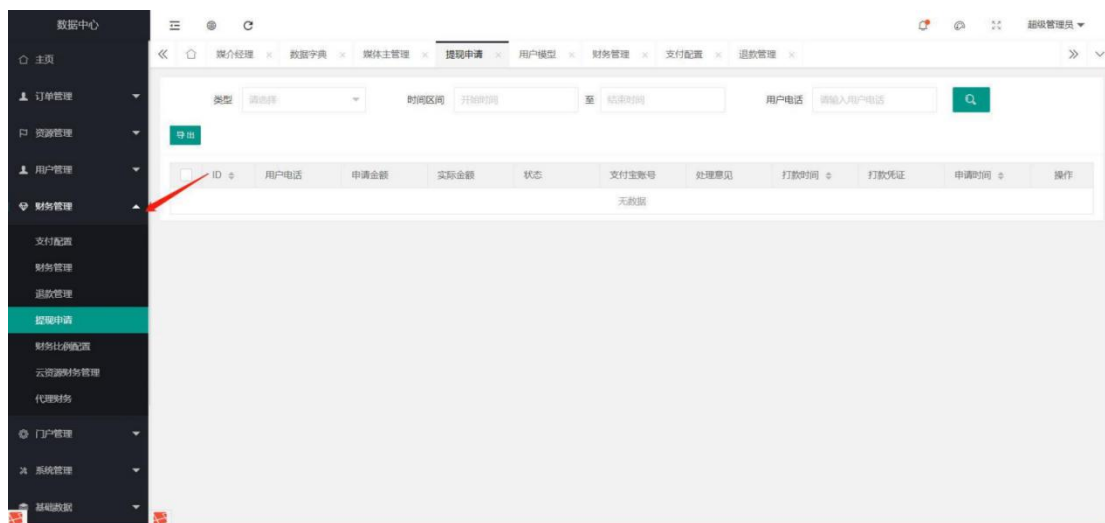 数据中心
超级管理员
媒介经理 数据字典 媒体主管理 提现申请 用户模型 财务管理 支付配置 退款管理
主页
订单管理
资源管理
用户管理
财务管理
支付配置
财务管理
退款管理
提现申请
财务比例配置
云资源财务管理
代理财务
门户管理
系统管理
基础数据
类型 请选择 时间区间 开始时间 至 结束时间 用户电话 请输入用户电话
导出
ID 用户电话 申请金额 实际金额 状态 支付宝账号 处理意见 打款时间 打款凭证 申请时间 操作
无数据